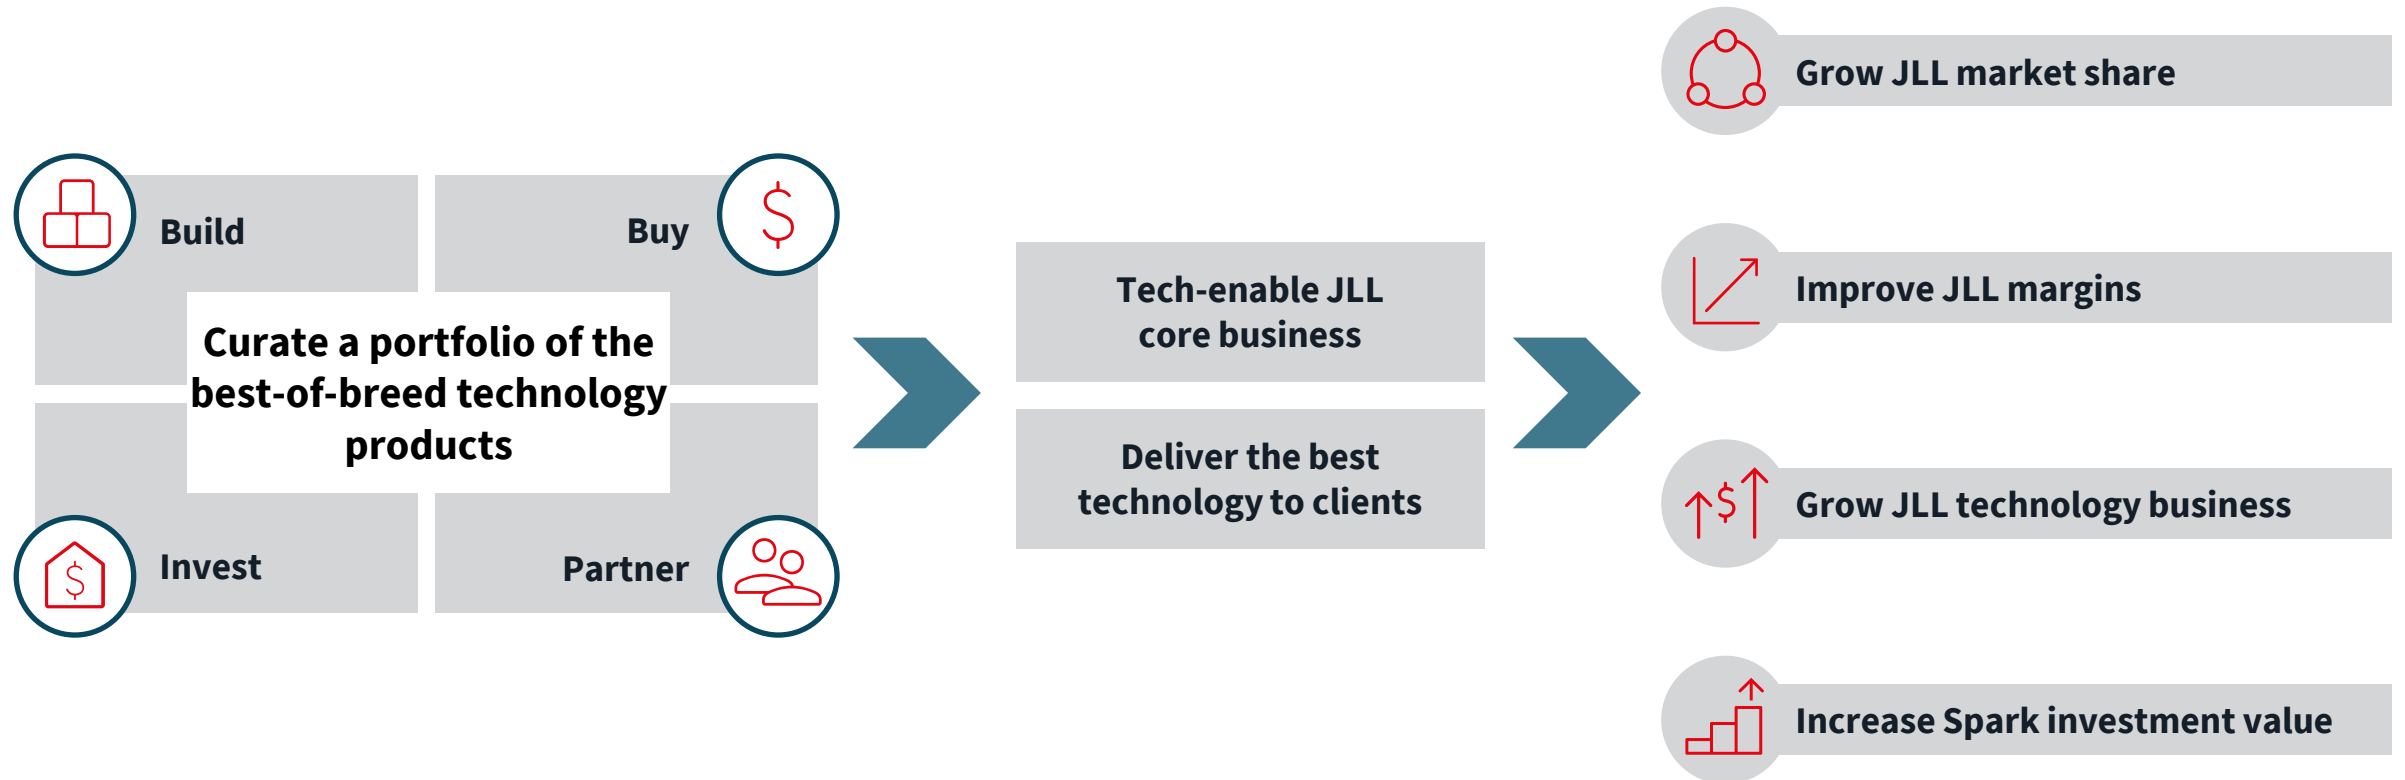 Build
Buy
Curate a portfolio of the
best-of-breed technology
products
Invest
Partner
Tech-enable JLL
core business
Deliver the best
technology to clients
Grow JLL market share
Improve JLL margins
Grow JLL technology business
Increase Spark investment value